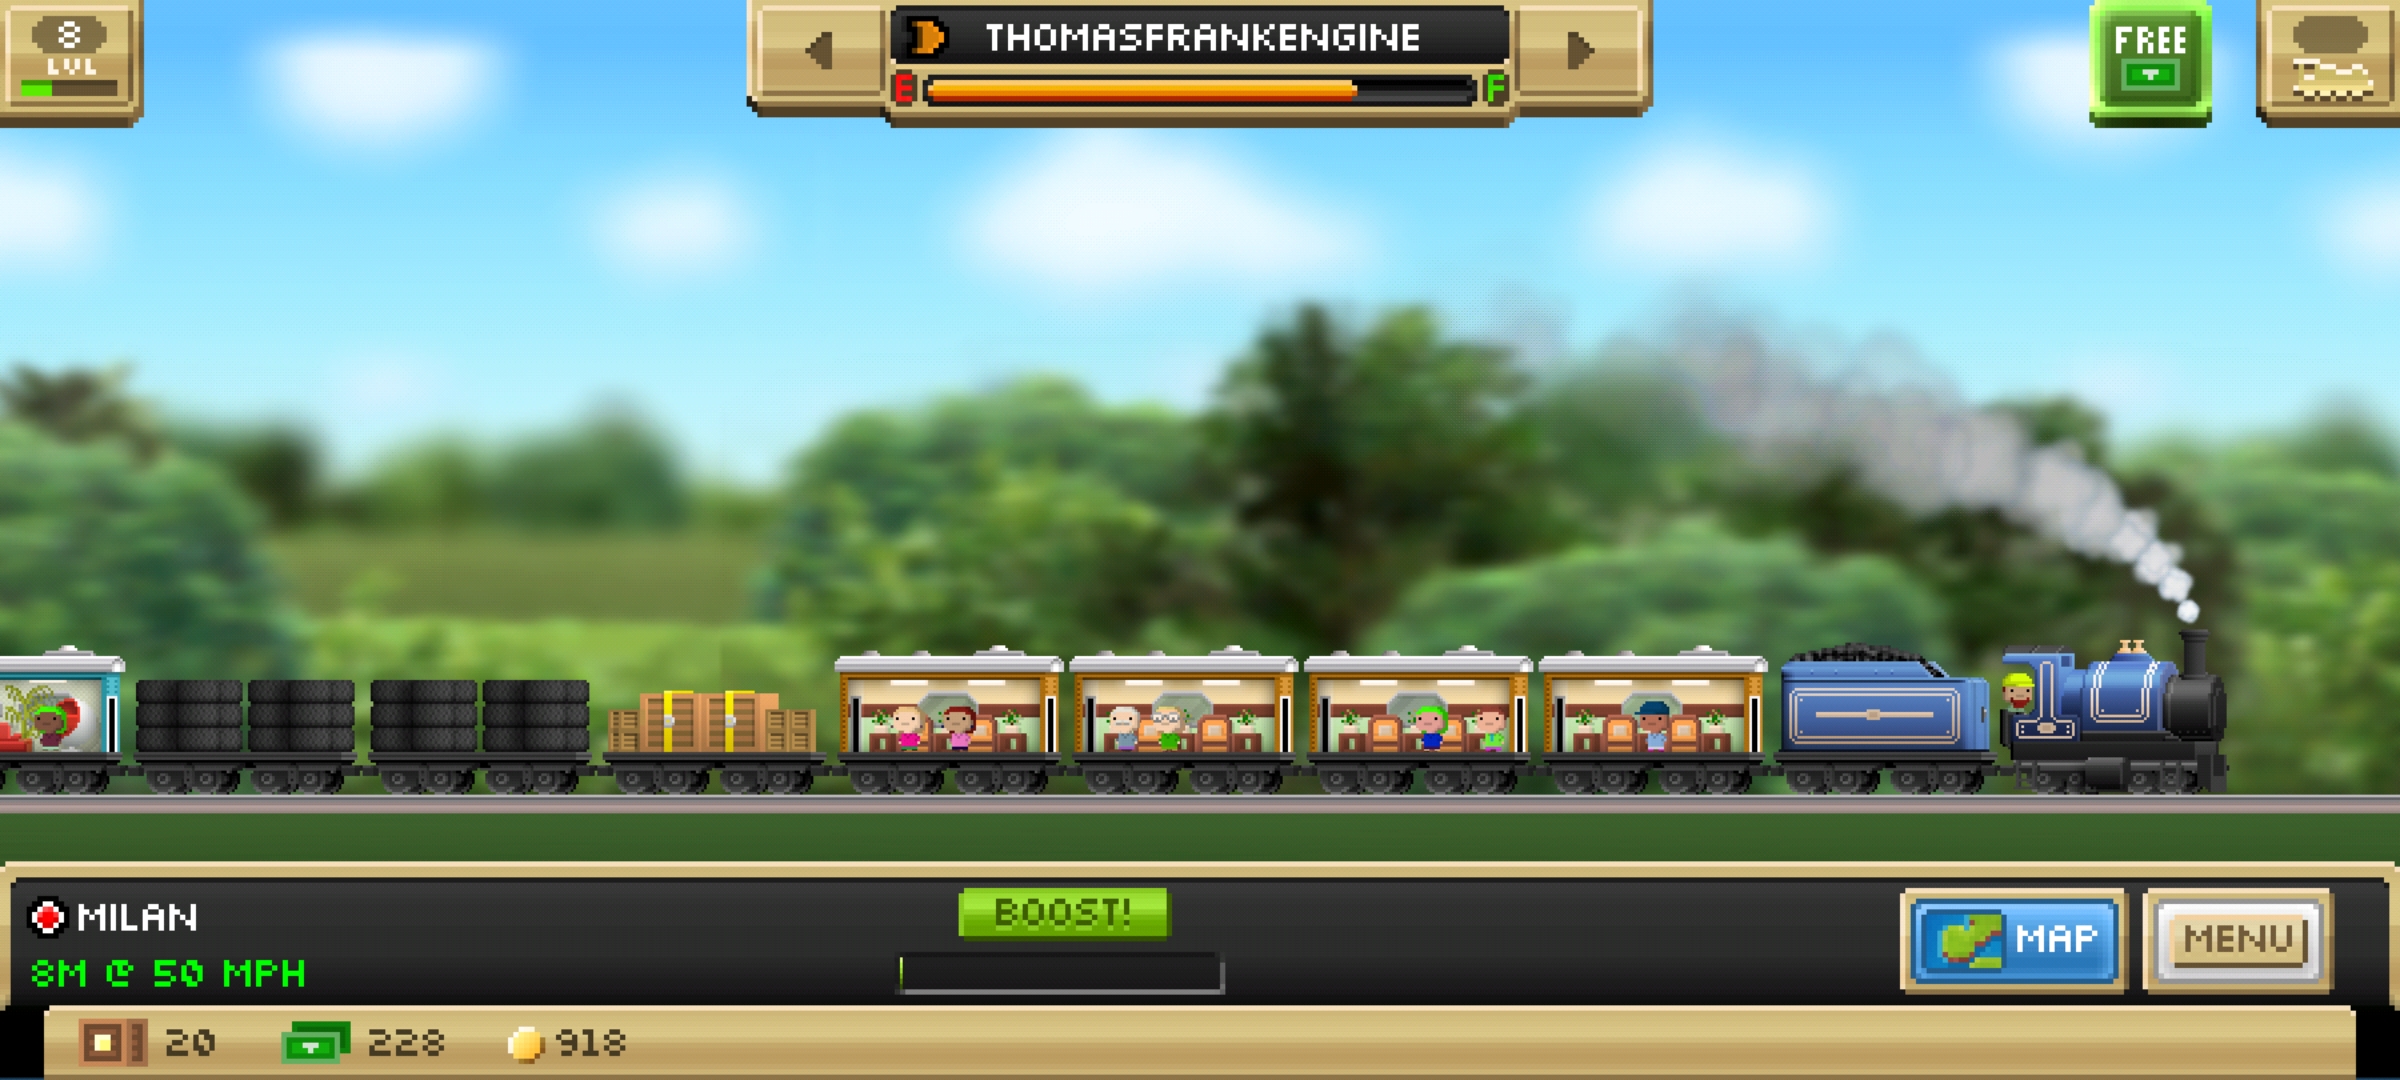 8
LVL
THOMASFRANKENGINE
E F
FREE
MILAN
8M @ 50 MPH
BOOST!
MAP
MENU
20 228 918